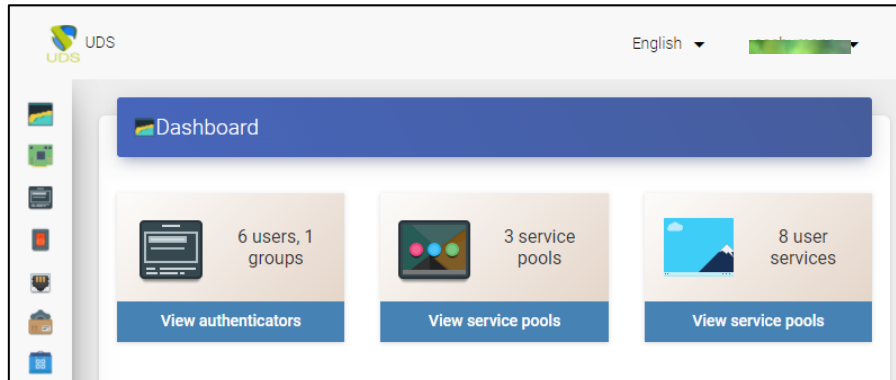 UDS
UDS
English
Dashboard
6 users, 1
groups
3 service
pools
8 user
services
View authenticators
View service pools
View service pools